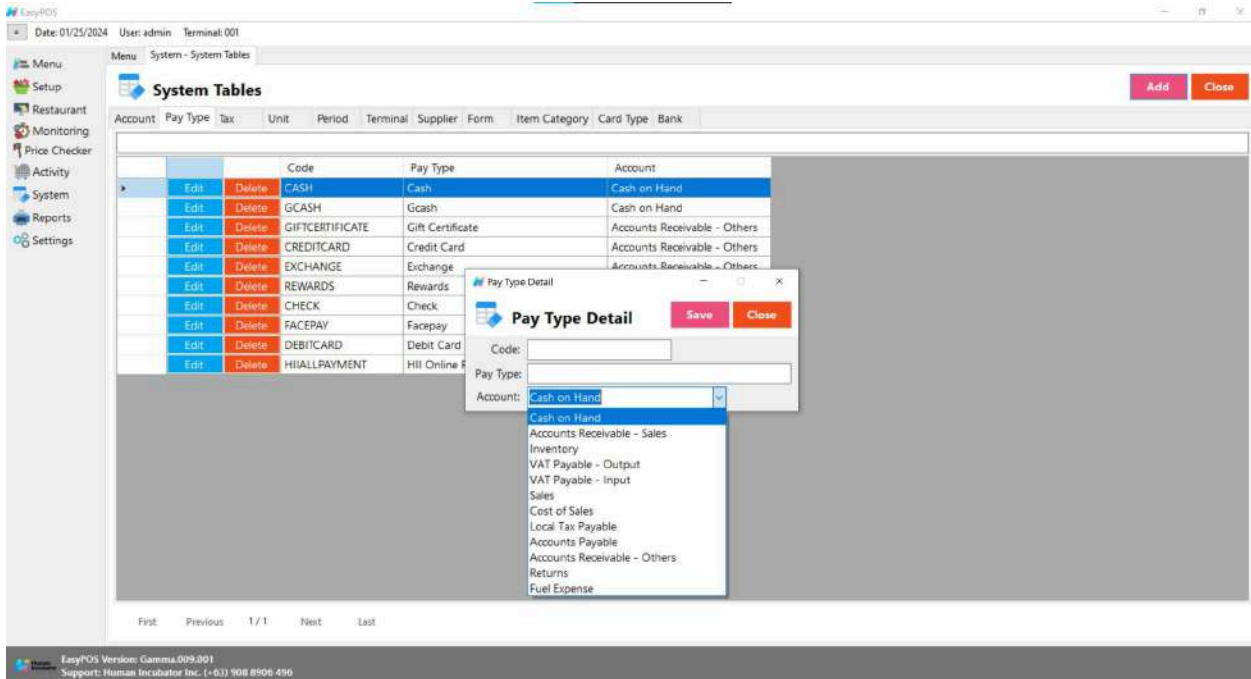 EasyPOS
Date: 01/25/2024 User: admin Terminal: 001
Menu
Setup
Restaurant
Monitoring
Price Checker
Activity
System
Reports
Settings
Menu System - System Tables
System Tables
Add Close
Account Pay Type Tax Unit Period Terminal Supplier Form Item Category Card Type Bank
Code Pay Type Account
Edit Delete CASH Cash Cash on Hand
Edit Delete GCASH Gcash Cash on Hand
Edit Delete GIFTCERTIFICATE Gift Certificate Accounts Receivable - Others
Edit Delete CREDITCARD Credit Card Accounts Receivable - Others
Edit Delete EXCHANGE Exchange Accounts Receivable - Others
Edit Delete REWARDS Rewards
Edit Delete CHECK Check
Edit Delete FACEPAY Facepay
Edit Delete DEBITCARD Debit Card
Edit Delete HIIALLPAYMENT HII Online
Pay Type Detail
Pay Type Detail
Save Close
Code:
Pay Type:
Account: Cash on Hand
Cash on Hand
Accounts Receivable - Sales
Inventory
VAT Payable - Output
VAT Payable - Input
Sales
Cost of Sales
Local Tax Payable
Accounts Payable
Accounts Receivable - Others
Returns
Fuel Expense
First Previous 1 / 1 Next Last
EasyPOS Version: Gamma.009.001
Support: Human Incubator Inc. (+63) 908 8906 496